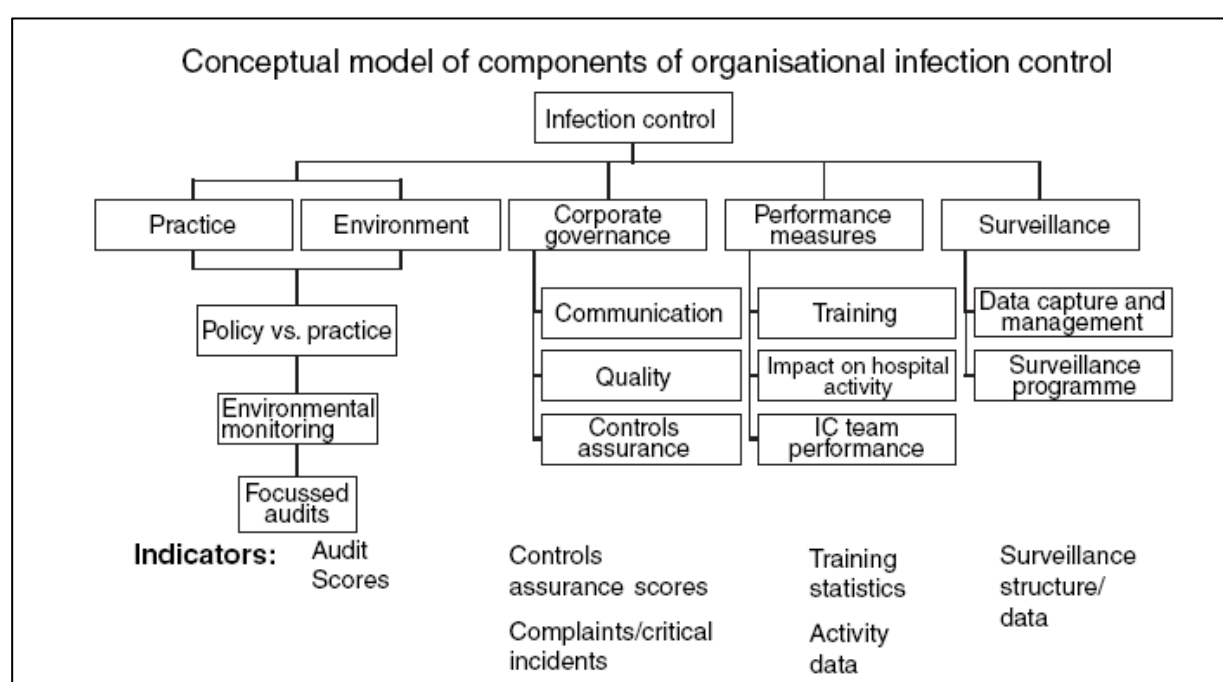 Conceptual model of components of organisational infection control
Infection control
Practice
Environment
Corporate
governance
Performance
measures
Surveillance
Policy vs. practice
Environmental
monitoring
Focussed
audits
Communication
Quality
Controls
assurance
Training
Impact on hospital
activity
IC team
performance
Data capture and
management
Surveillance
programme
Indicators:
Audit
Scores
Controls
assurance scores
Complaints/critical
incidents
Training
statistics
Activity
data
Surveillance
structure/
data